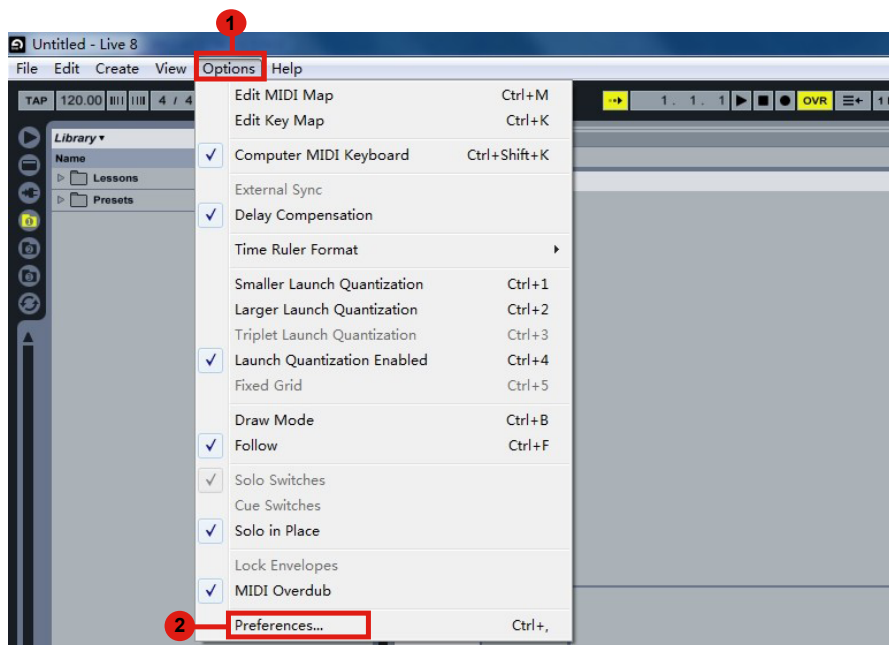 1
Untitled - Live 8
File Edit Create View Options Help
TAP 120.00 4 / 4 1. 1. 1 OVR
Library
Name
Lessons
Presets
Edit MIDI Map Ctrl+M
Edit Key Map Ctrl+K
Computer MIDI Keyboard Ctrl+Shift+K
External Sync
Delay Compensation
Time Ruler Format
Smaller Launch Quantization Ctrl+1
Larger Launch Quantization Ctrl+2
Triplet Launch Quantization Ctrl+3
Launch Quantization Enabled Ctrl+4
Fixed Grid Ctrl+5
Draw Mode Ctrl+B
Follow Ctrl+F
Solo Switches
Cue Switches
Solo in Place
Lock Envelopes
MIDI Overdub
2 Preferences... Ctrl+,